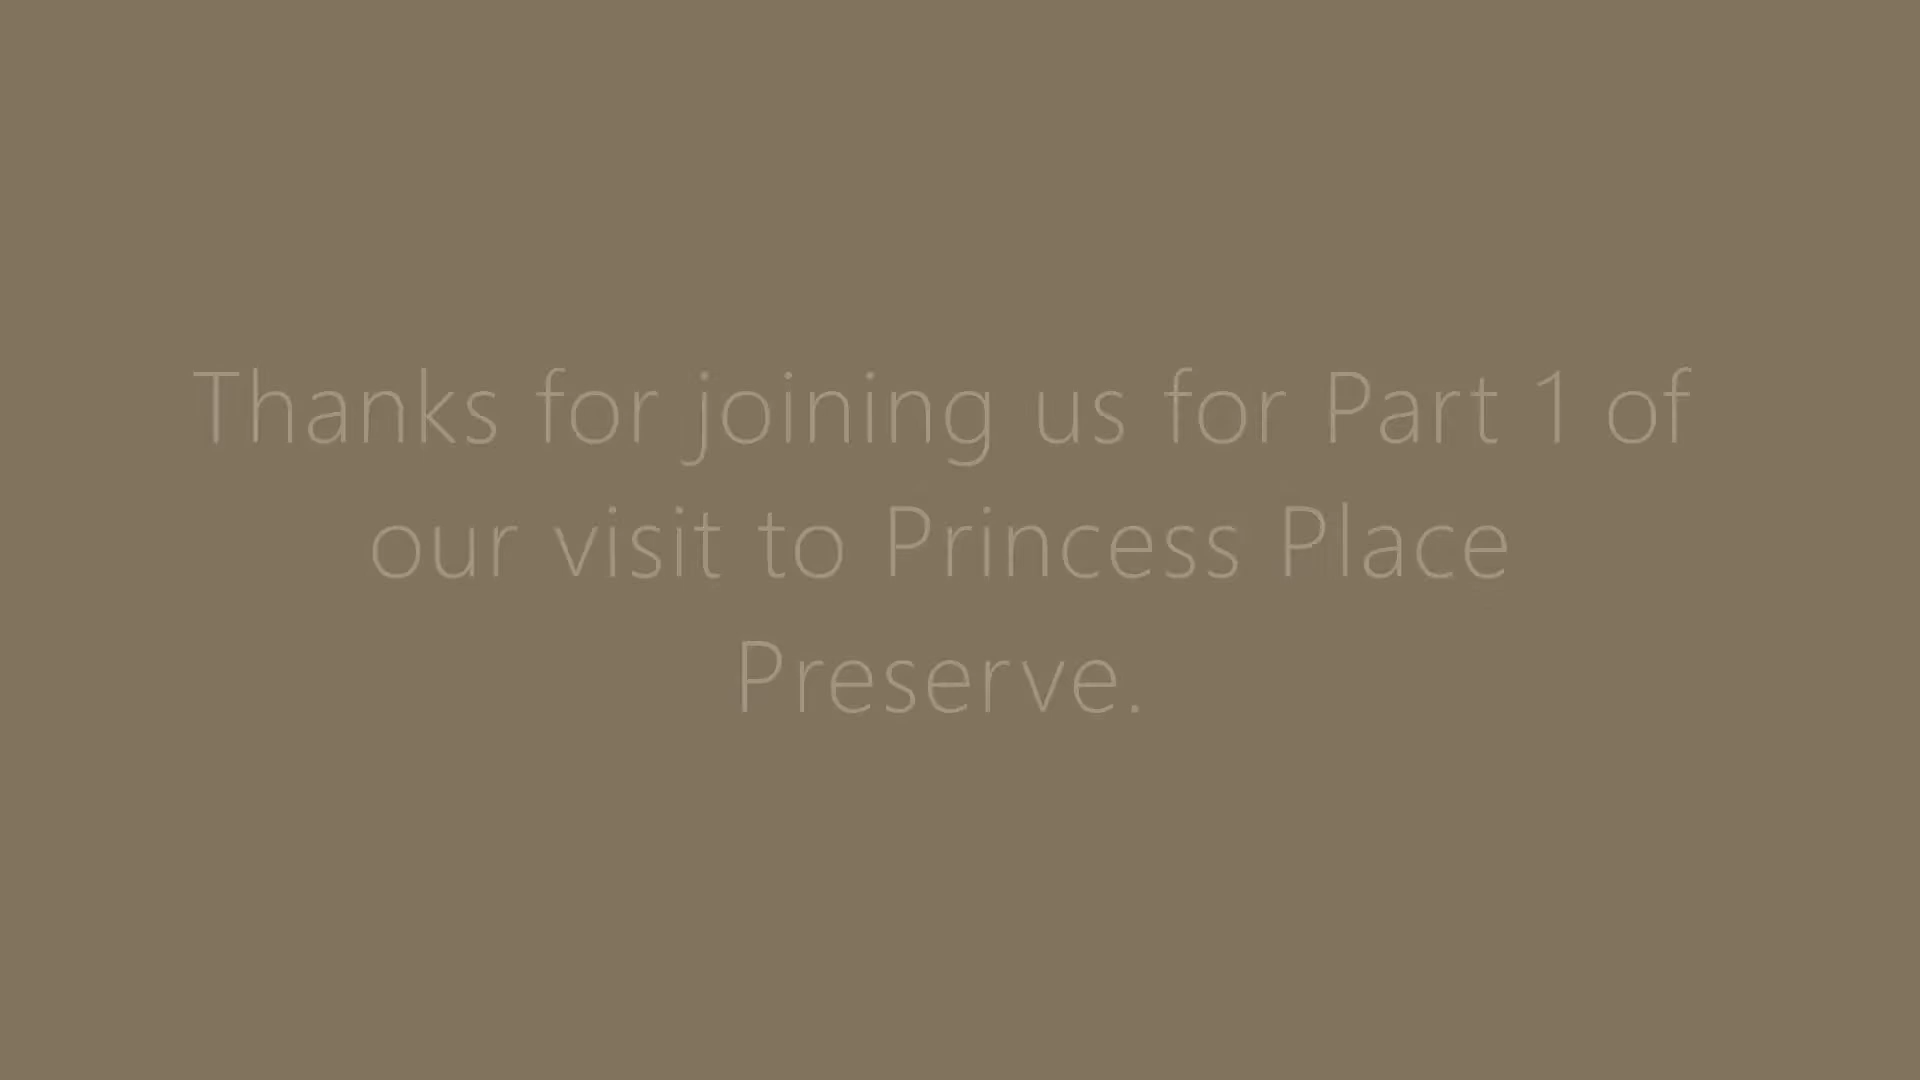 Thanks for joining us for Part 1 of
our visit to Princess Place
Preserve.